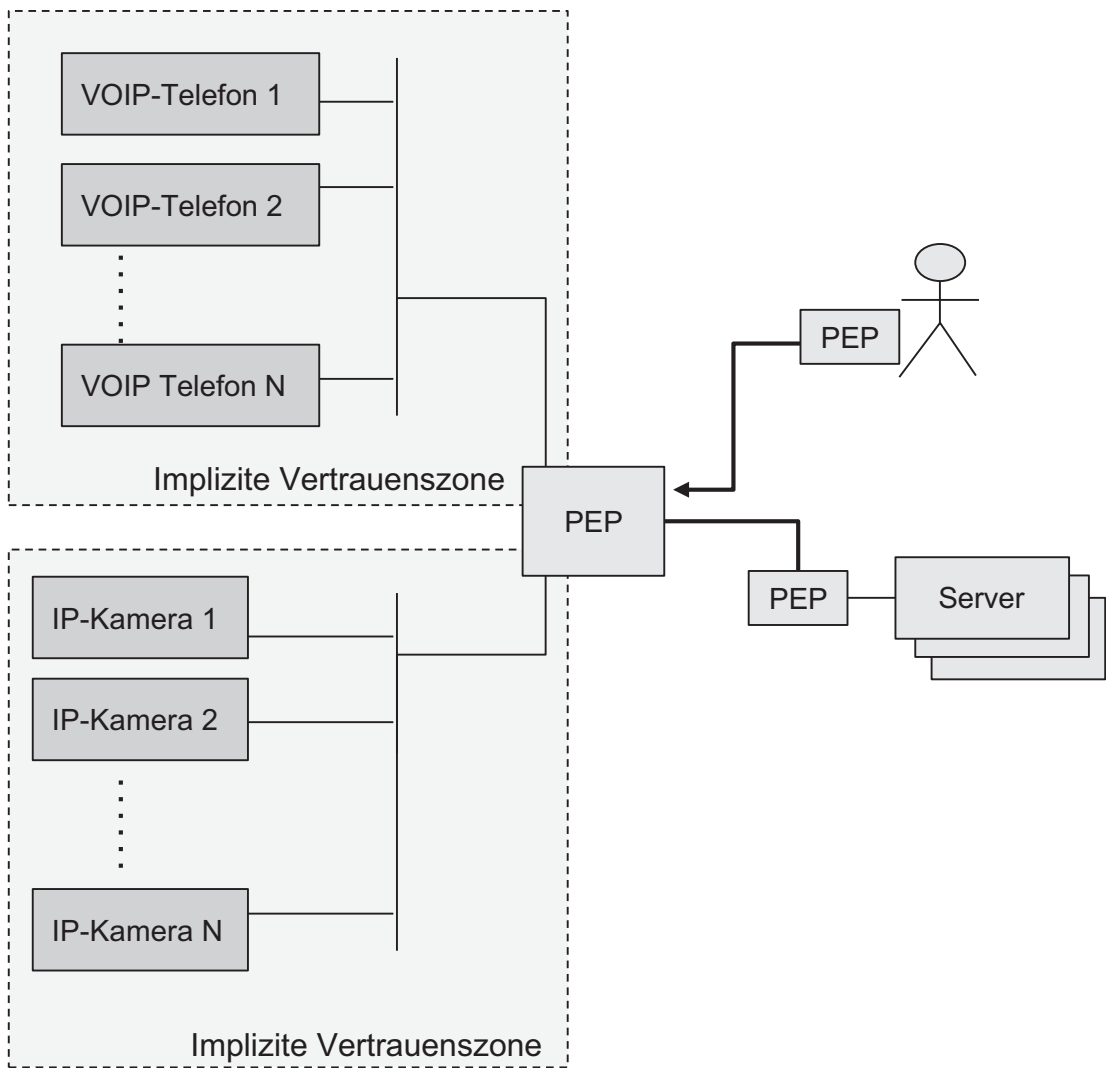 VOIP-Telefon 1
VOIP-Telefon 2
VOIP Telefon N
Implizite Vertrauenszone
PEP
PEP
PEP
Server
IP-Kamera 1
IP-Kamera 2
IP-Kamera N
Implizite Vertrauenszone